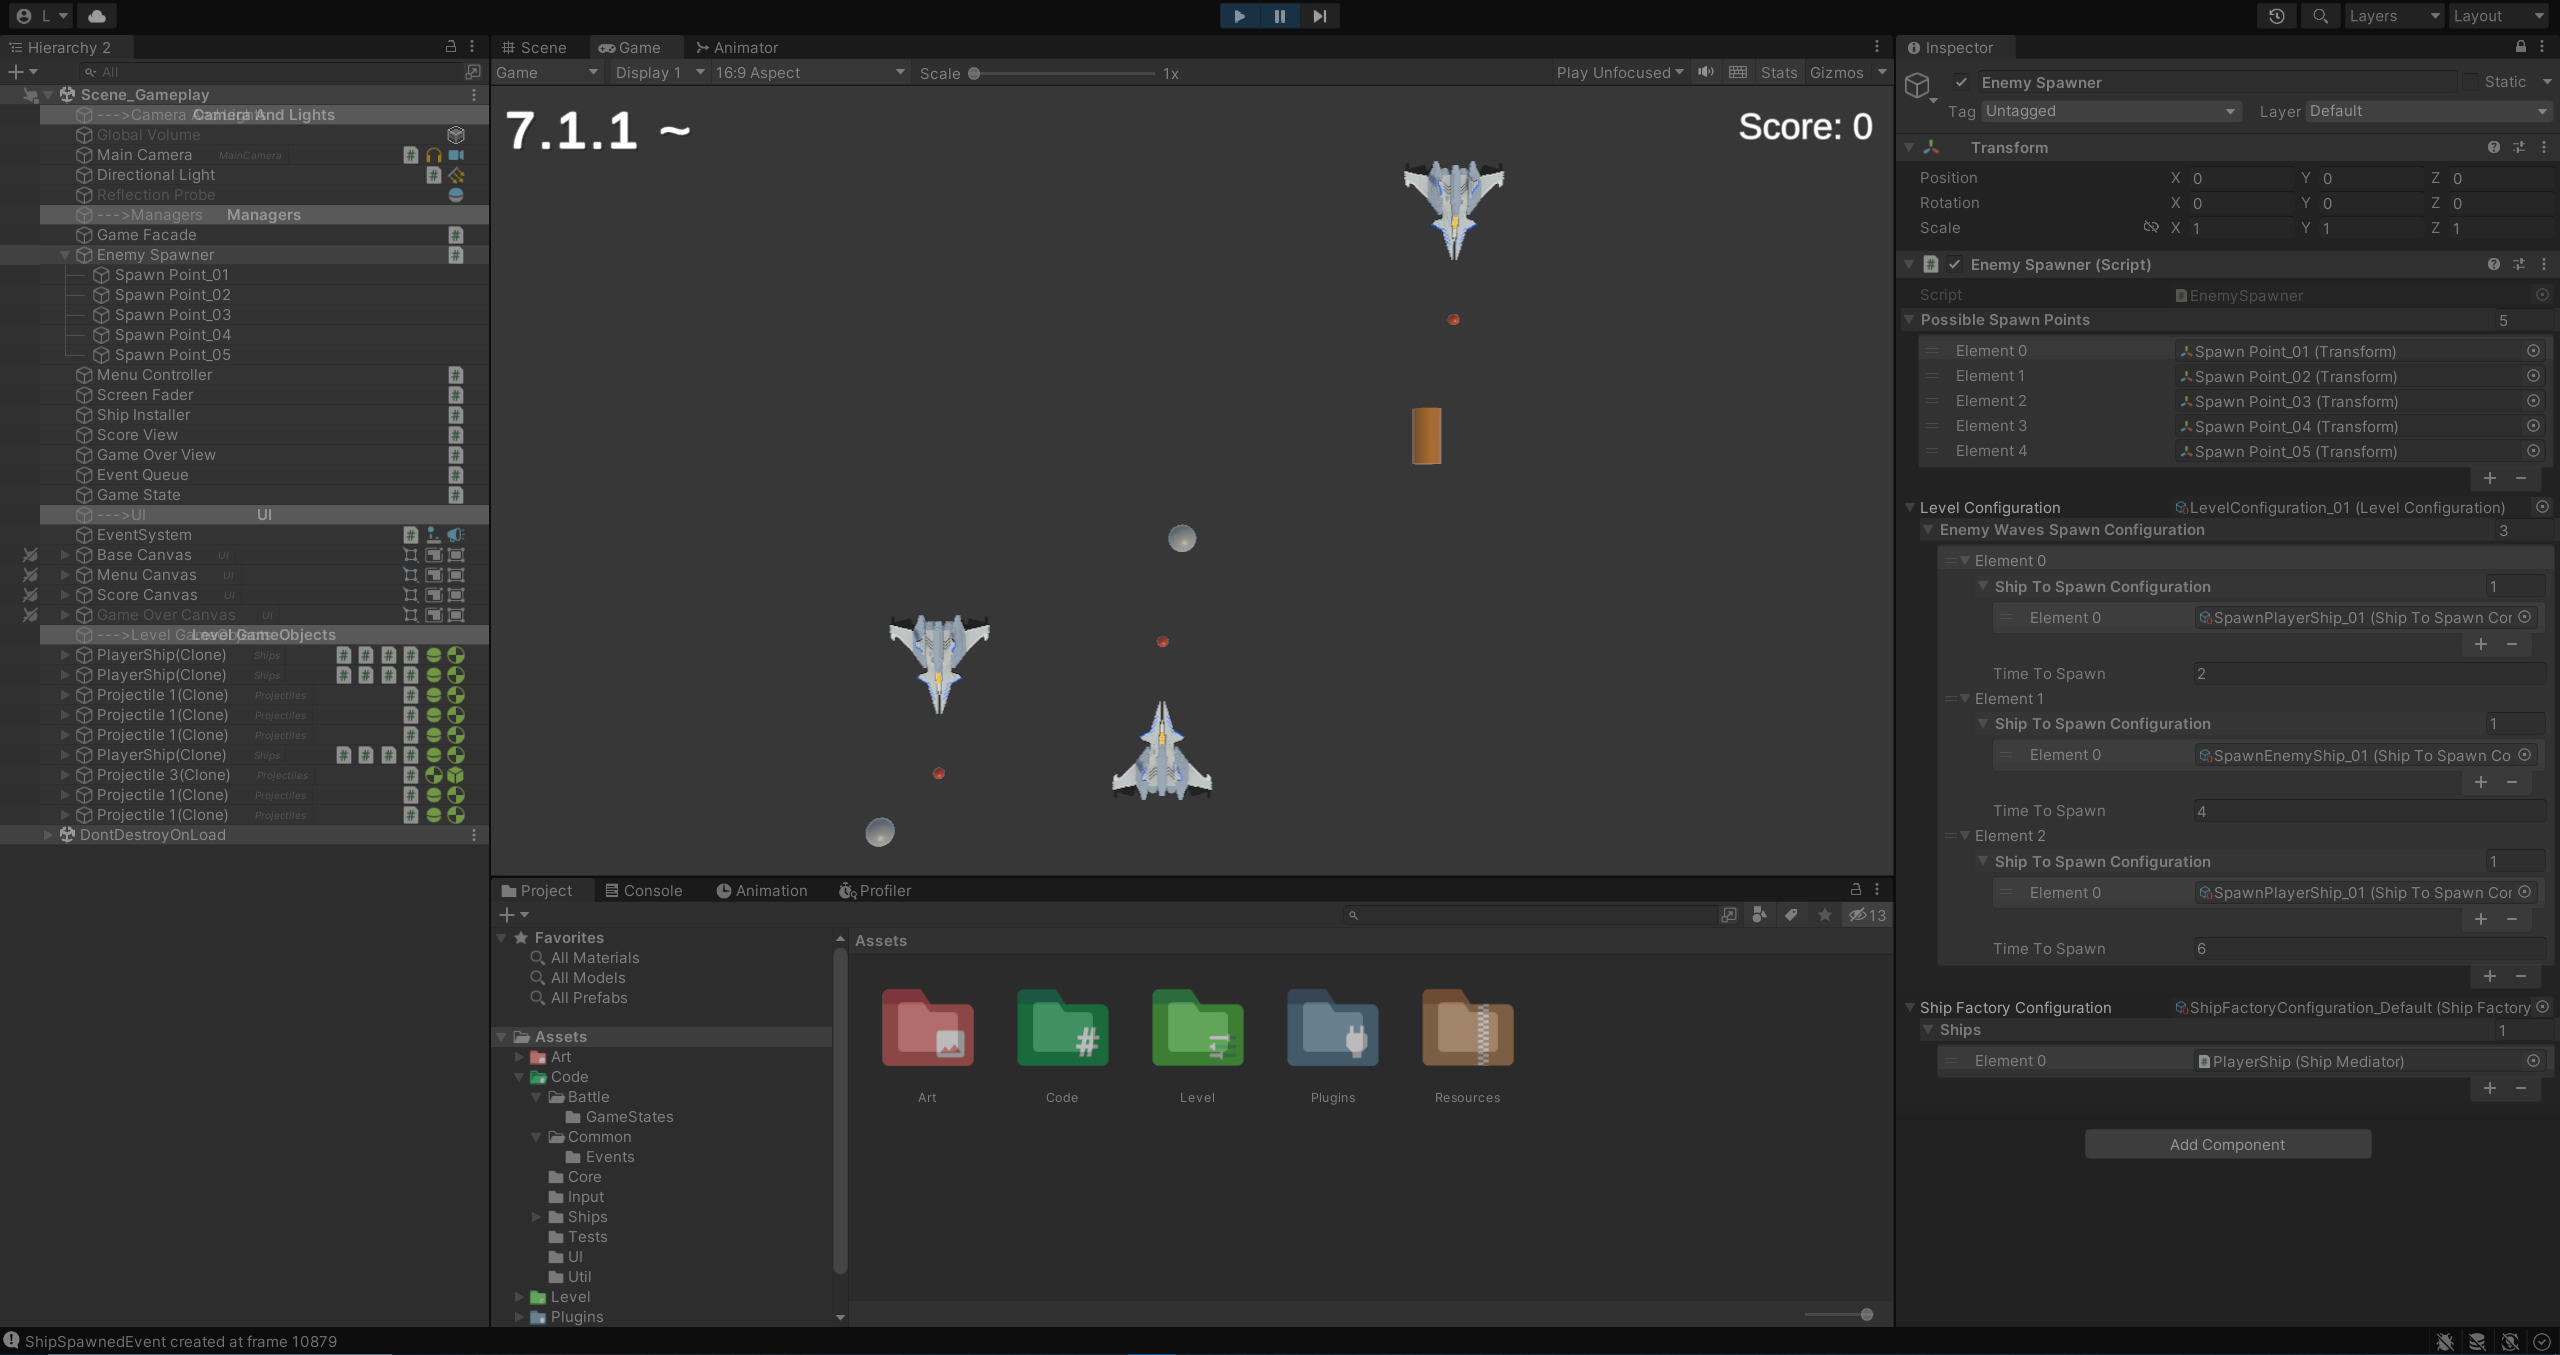 L
Layers
Layout
Hierarchy 2
Scene
Game
Animator
Inspector
All
Game
Display 1
16:9 Aspect
Scale
1x
Play Unfocused
Stats
Gizmos
Scene_Gameplay
--->Camera And Lights
Camera And Lights
Global Volume
Main Camera
MainCamera
Directional Light
Reflection Probe
--->Managers
Managers
Game Facade
Enemy Spawner
Spawn Point_01
Spawn Point_02
Spawn Point_03
Spawn Point_04
Spawn Point_05
Menu Controller
Screen Fader
Ship Installer
Score View
Game Over View
Event Queue
Game State
--->UI
UI
EventSystem
Base Canvas UI
Menu Canvas UI
Score Canvas UI
Game Over Canvas UI
--->Level GameObjects
Level GameObjects
PlayerShip(Clone) Ships
PlayerShip(Clone) Ships
Projectile 1(Clone) Projectiles
Projectile 1(Clone) Projectiles
Projectile 1(Clone) Projectiles
PlayerShip(Clone) Ships
Projectile 3(Clone) Projectiles
Projectile 1(Clone) Projectiles
Projectile 1(Clone) Projectiles
DontDestroyOnLoad
7.1.1 ~
Score: 0
Project
Console
Animation
Profiler
13
Favorites
All Materials
All Models
All Prefabs
Assets
Art
Code
Battle
GameStates
Common
Events
Core
Input
Ships
Tests
UI
Util
Level
Plugins
Assets
Art
Code
Level
Plugins
Resources
Enemy Spawner
Static
Tag Untagged
Layer Default
Transform
Position X 0 Y 0 Z 0
Rotation X 0 Y 0 Z 0
Scale X 1 Y 1 Z 1
Enemy Spawner (Script)
Script EnemySpawner
Possible Spawn Points 5
Element 0 Spawn Point_01 (Transform)
Element 1 Spawn Point_02 (Transform)
Element 2 Spawn Point_03 (Transform)
Element 3 Spawn Point_04 (Transform)
Element 4 Spawn Point_05 (Transform)
Level Configuration LevelConfiguration_01 (Level Configuration)
Enemy Waves Spawn Configuration 3
Element 0
Ship To Spawn Configuration 1
Element 0 SpawnPlayerShip_01 (Ship To Spawn Cor
Time To Spawn 2
Element 1
Ship To Spawn Configuration 1
Element 0 SpawnEnemyShip_01 (Ship To Spawn Co
Time To Spawn 4
Element 2
Ship To Spawn Configuration 1
Element 0 SpawnPlayerShip_01 (Ship To Spawn Cor
Time To Spawn 6
Ship Factory Configuration ShipFactoryConfiguration_Default (Ship Factory
Ships 1
Element 0 PlayerShip (Ship Mediator)
Add Component
ShipSpawnedEvent created at frame 10879